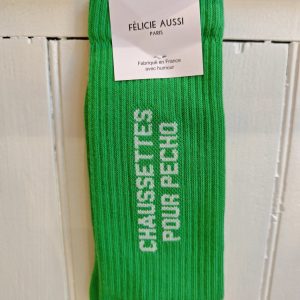 FÉLICIE AUSSI
PARIS
Fabriqué en France
avec humour
CHAUSSETTES
POUR PECHO